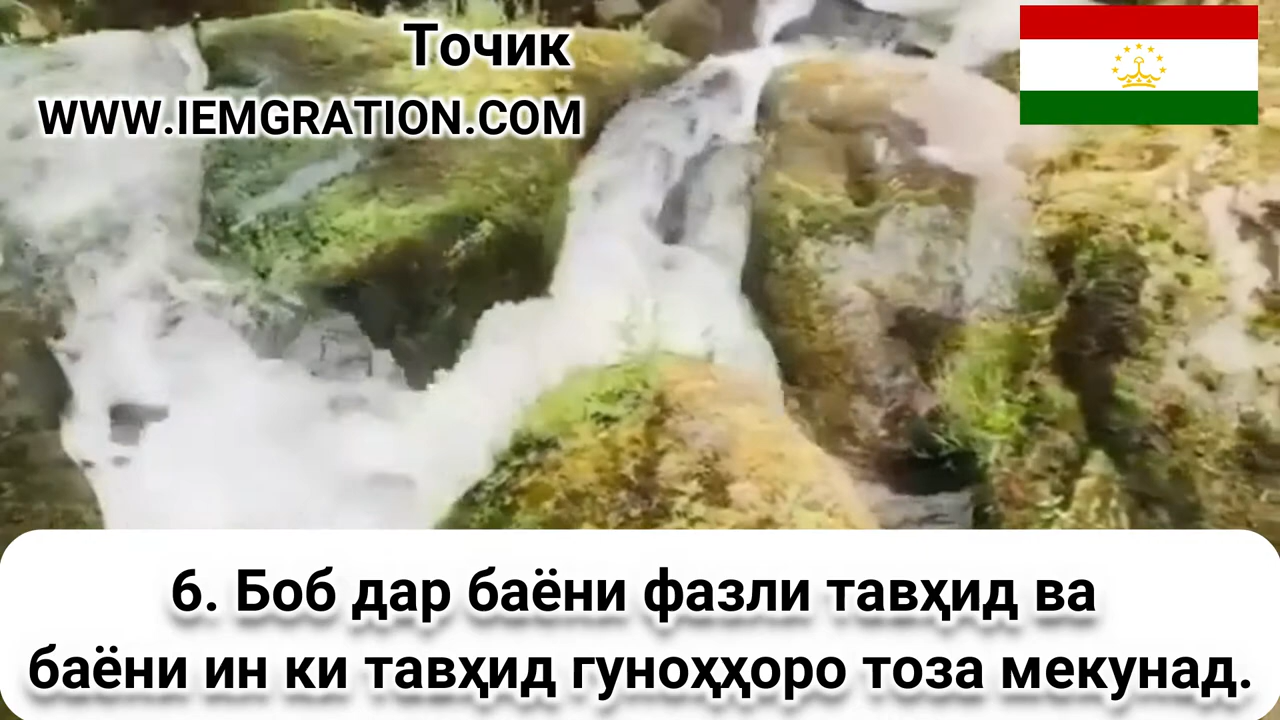 Точик
WWW.IEMGRATION.COM
6. Боб дар баёни фазли тавҳид ва
баёни ин ки тавҳид гуноҳҳоро тоза мекунад.